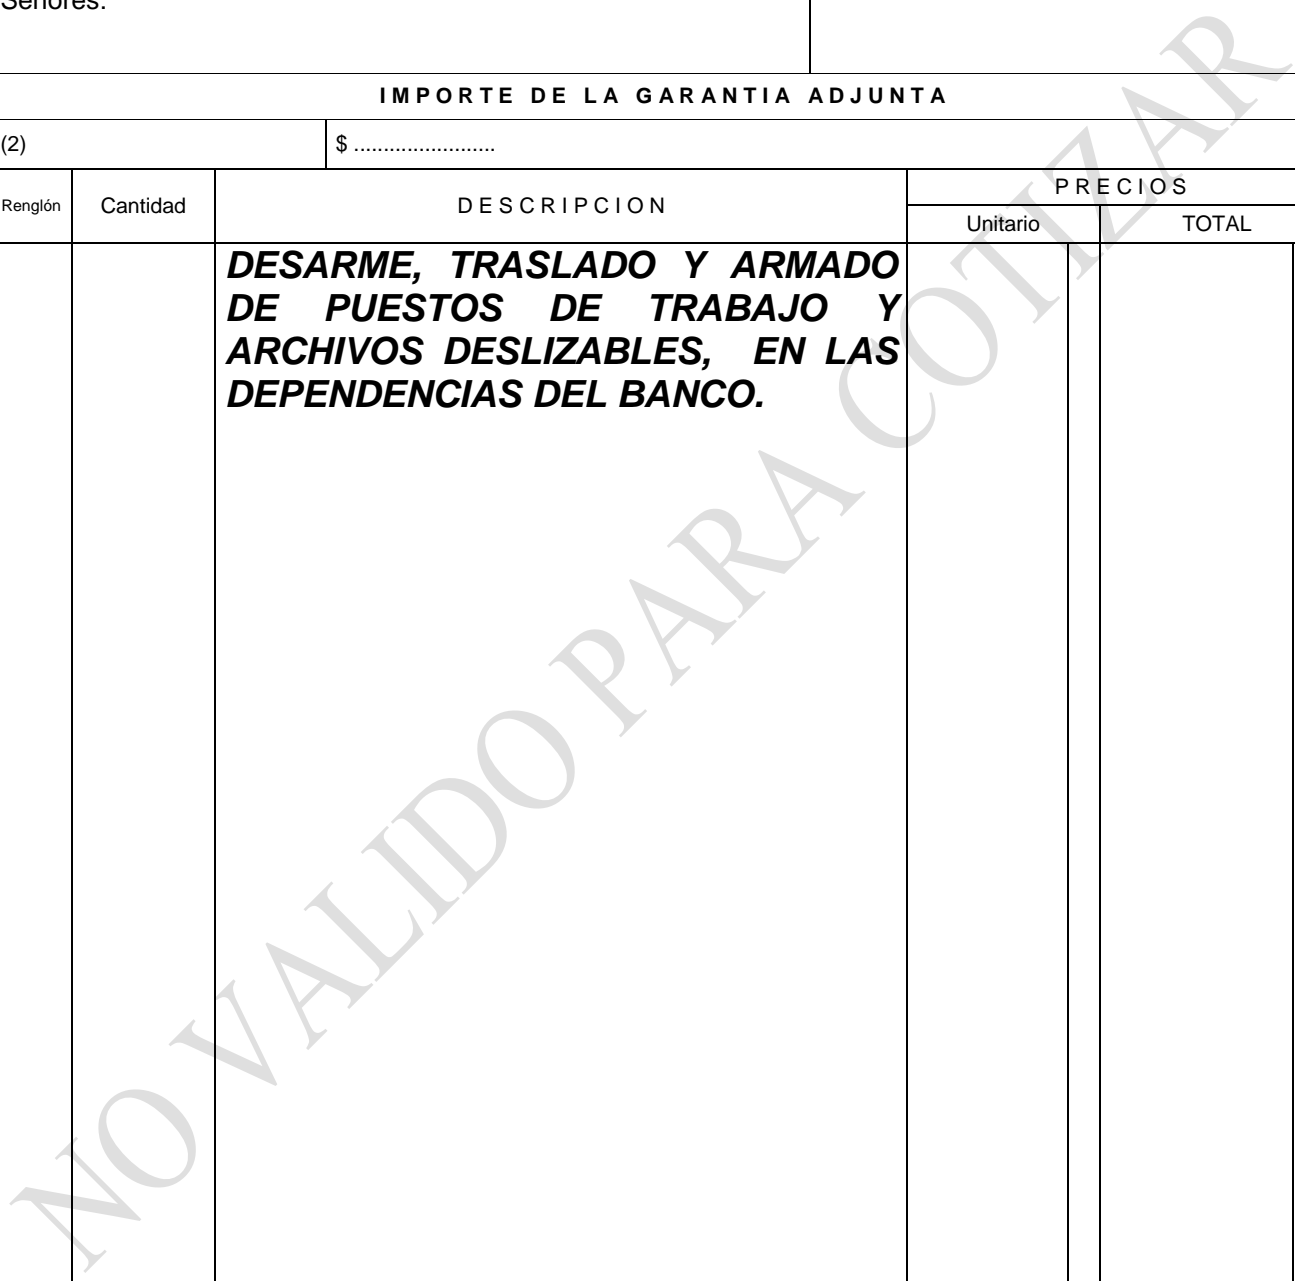 Señores:
IMPORTE DE LA GARANTIA ADJUNTA
(2) $ ........................
Renglón Cantidad DESCRIPCION PRECIOS
Unitario TOTAL
DESARME, TRASLADO Y ARMADO
DE PUESTOS DE TRABAJO Y
ARCHIVOS DESLIZABLES, EN LAS
DEPENDENCIAS DEL BANCO.
NO VALIDO PARA COTIZAR